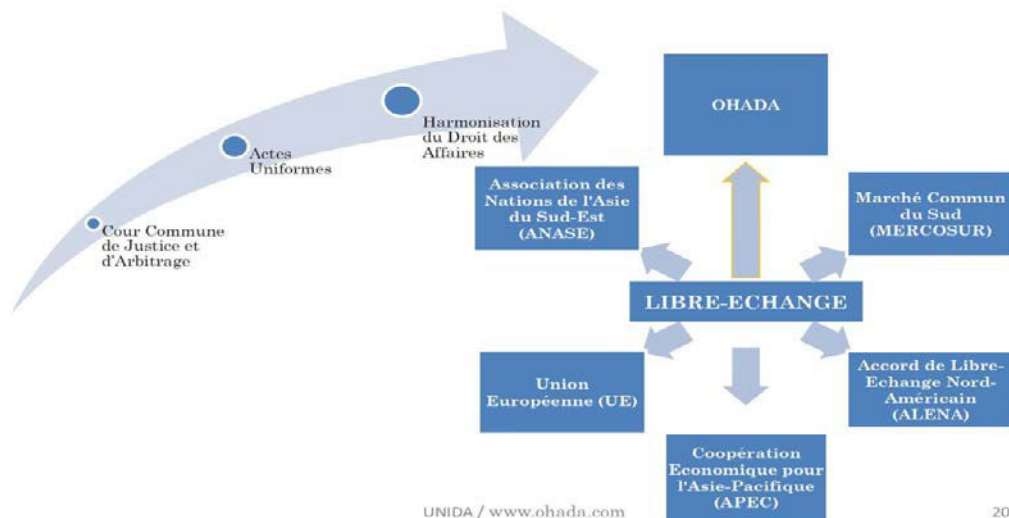 Harmonisation
du Droit des
Affaires
Actes
Uniformes
Cour Commune
de Justice et
d'Arbitrage
OHADA
Association des
Nations de l'Asie
du Sud-Est
(ANASE)
Marché Commun
du Sud
(MERCOSUR)
LIBRE-ECHANGE
Union
Européenne (UE)
Accord de Libre-
Echange Nord-
Américain
(ALENA)
Coopération
Economique pour
l'Asie-Pacifique
(APEC)
UNIDA / www.ohada.com
20